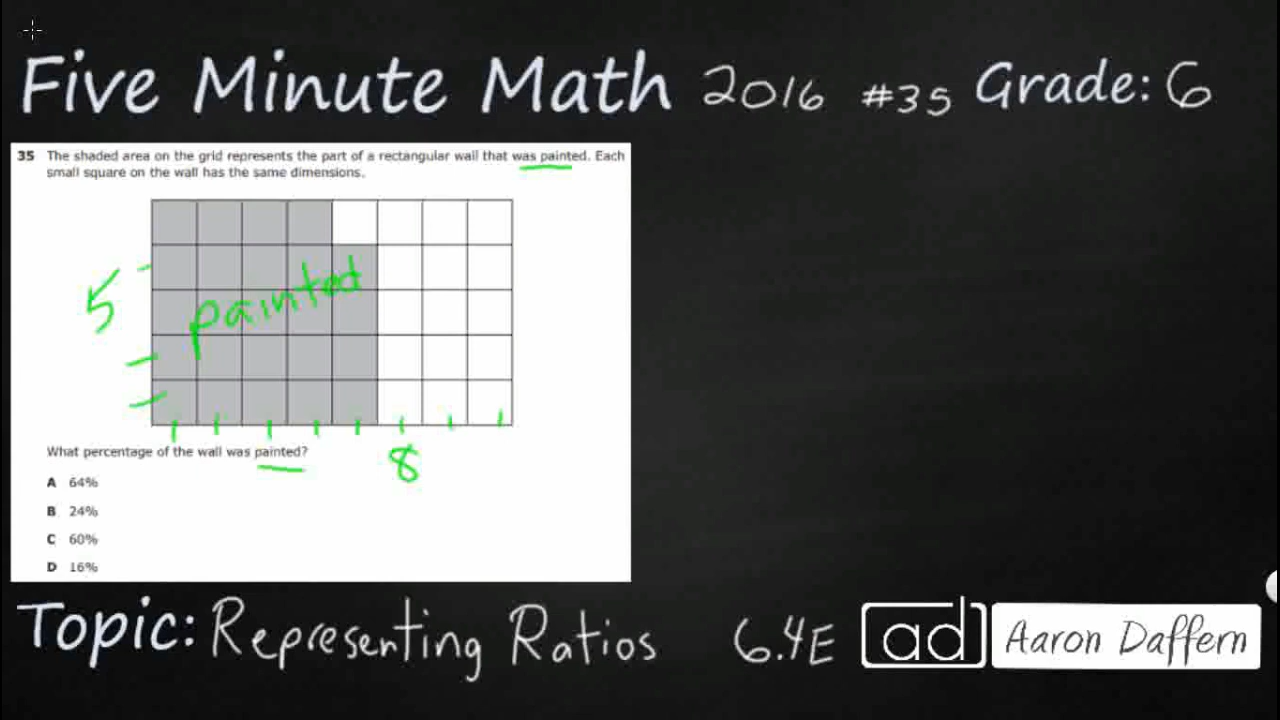 Five Minute Math 2016 #35 Grade: 6
35 The shaded area on the grid represents the part of a rectangular wall that was painted. Each
small square on the wall has the same dimensions.
5
painted
8
What percentage of the wall was painted?
A 64%
B 24%
C 60%
D 16%
Topic: Representing Ratios 6.4E ad Aaron Daffern